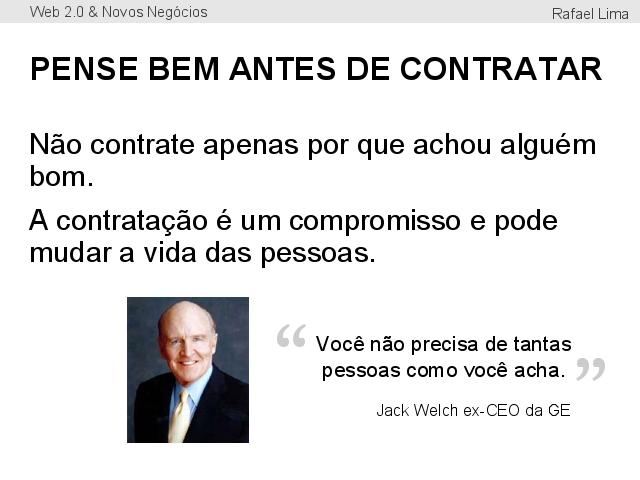 Web 2.0 & Novos Negócios
Rafael Lima
PENSE BEM ANTES DE CONTRATAR
Não contrate apenas por que achou alguém
bom.
A contratação é um compromisso e pode
mudar a vida das pessoas.
“ Você não precisa de tantas
pessoas como você acha. ”
Jack Welch ex-CEO da GE